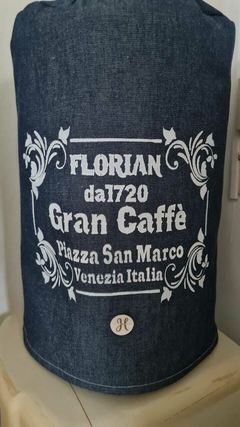 FLORIAN
da1720
Gran Caffè
Piazza San Marco
Venezia Italia
H